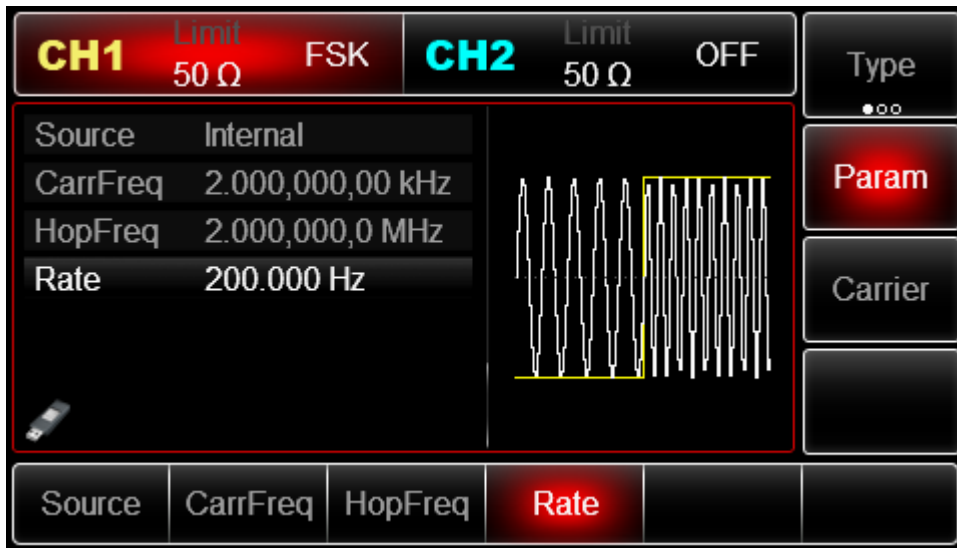 CH1 Limit 50 Ω FSK CH2 Limit 50 Ω OFF
Type
Source Internal
CarrFreq 2.000,000,00 kHz
HopFreq 2.000,000,0 MHz
Rate 200.000 Hz
Param
Carrier
Source CarrFreq HopFreq Rate